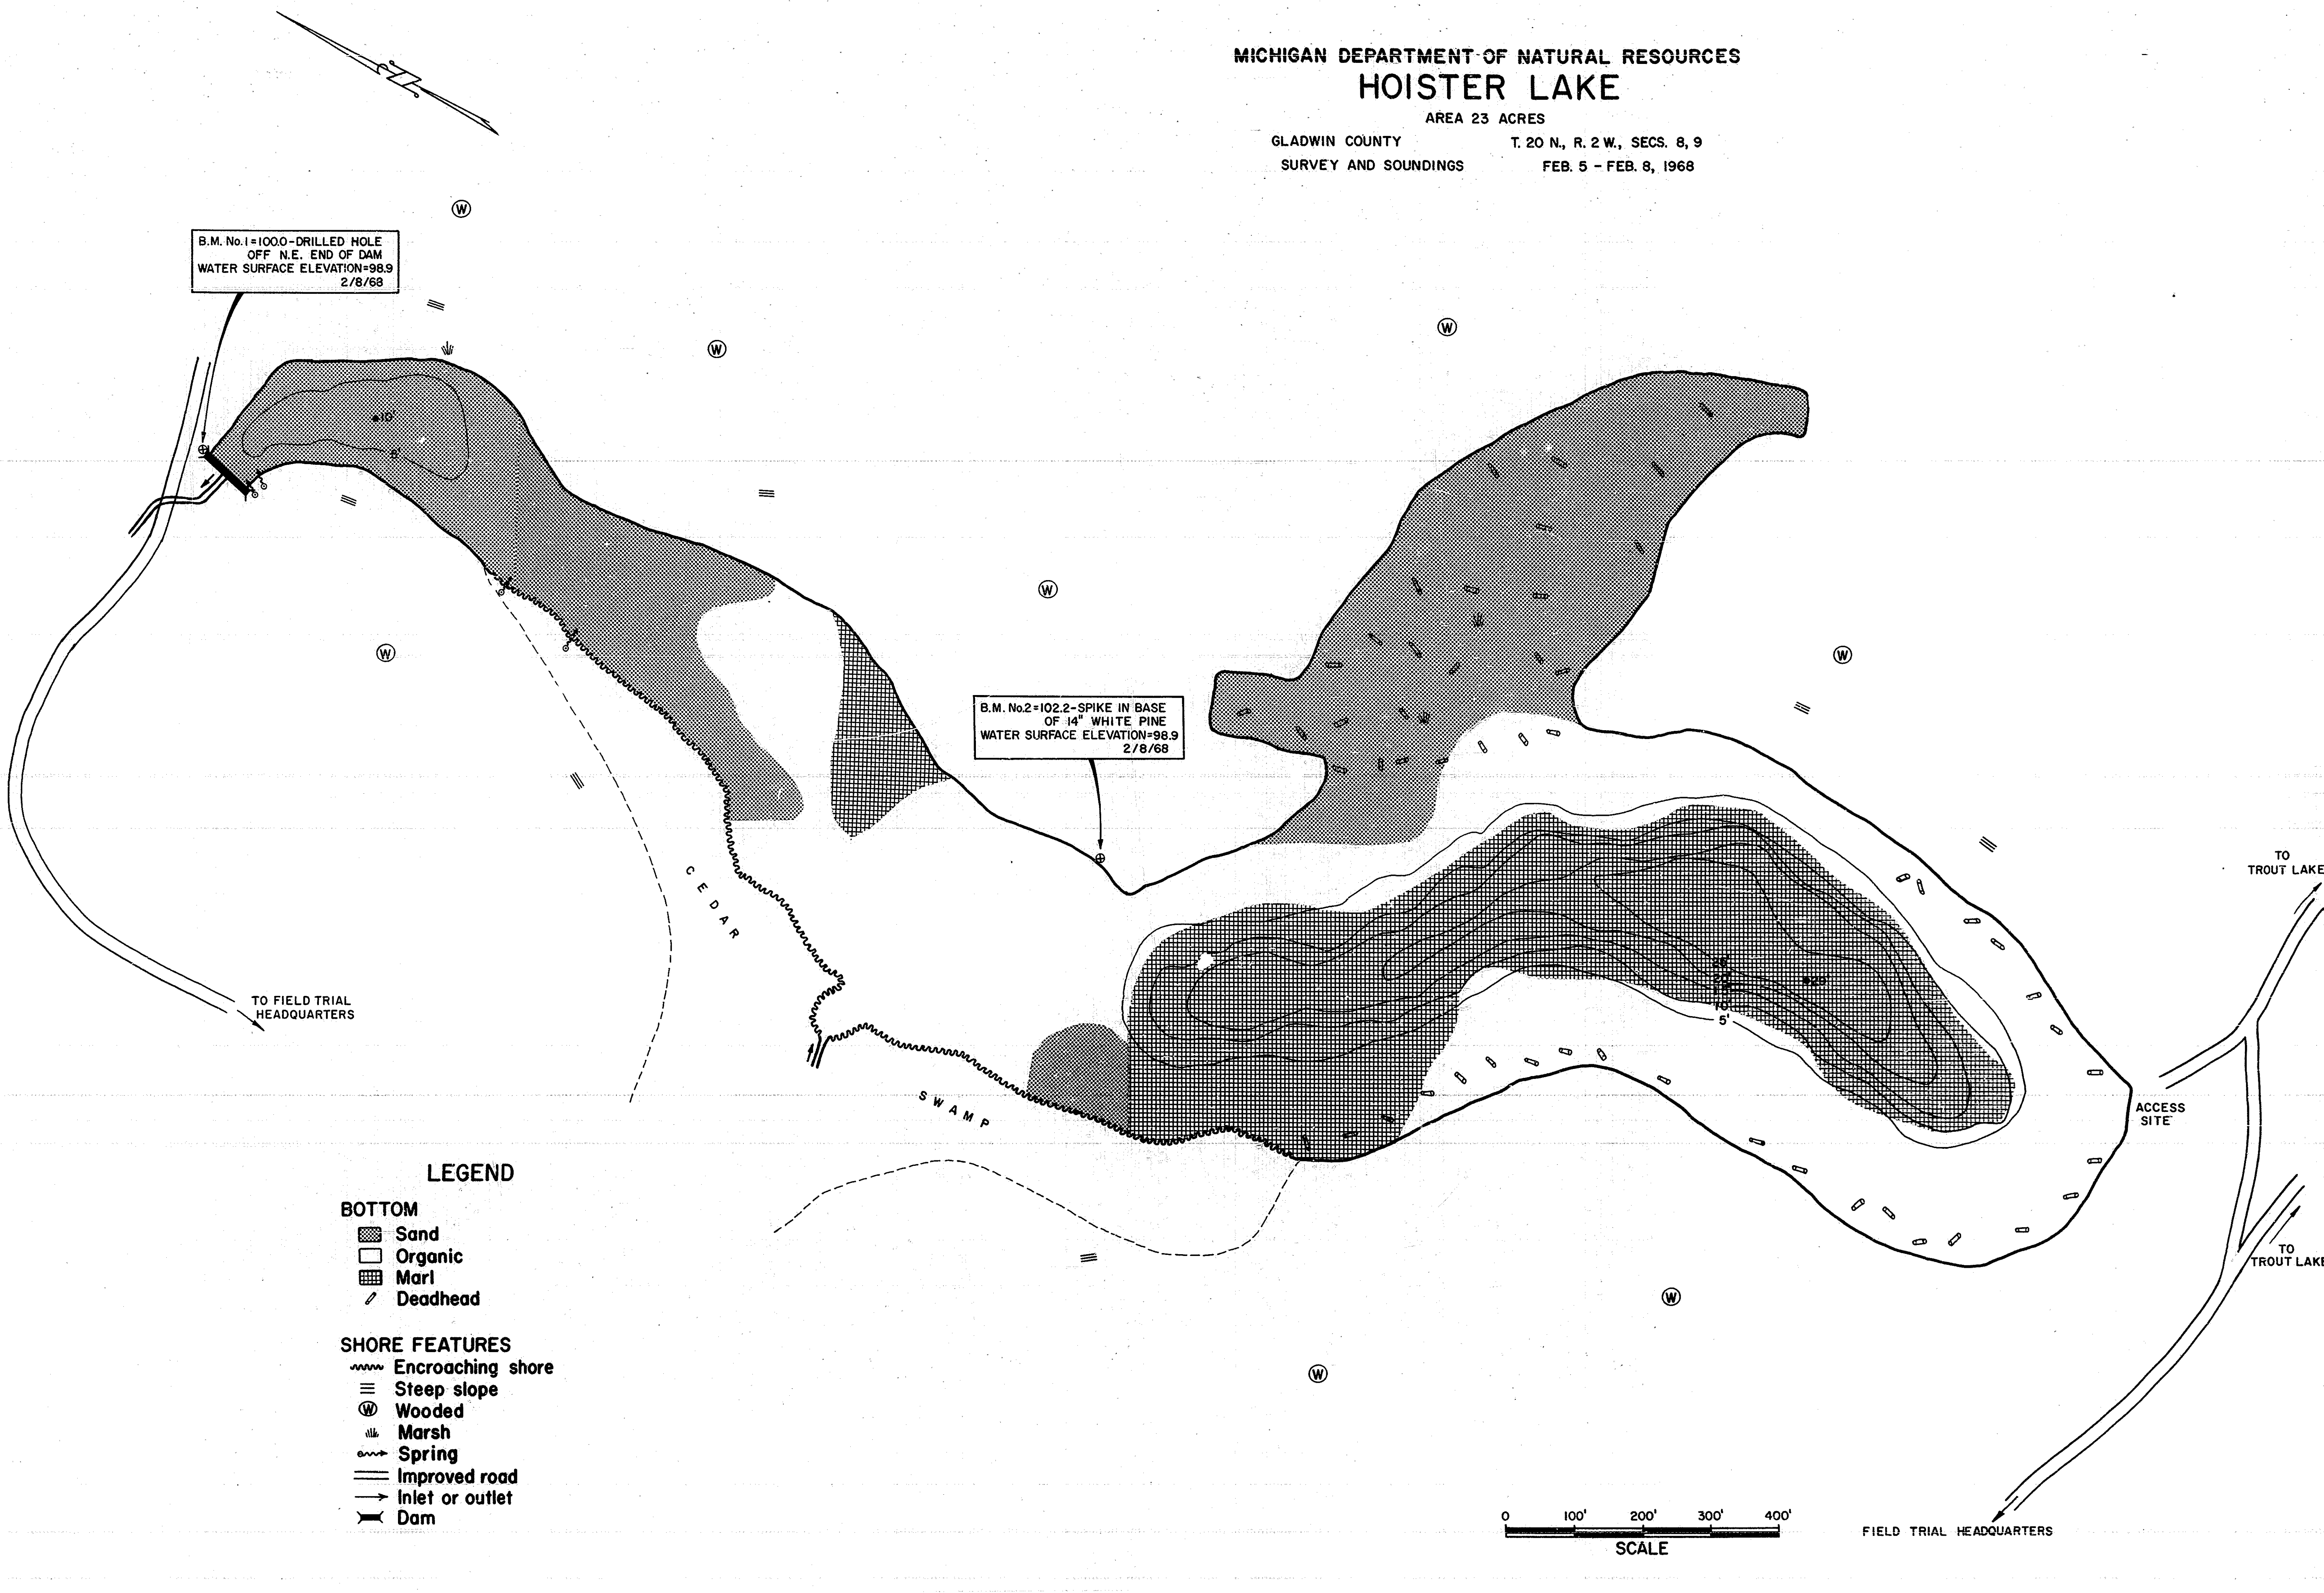 MICHIGAN DEPARTMENT OF NATURAL RESOURCES
HOISTER LAKE
AREA 23 ACRES
GLADWIN COUNTY T. 20 N., R. 2 W., SECS. 8, 9
SURVEY AND SOUNDINGS FEB. 5 - FEB. 8, 1968
W
B.M. No. 1 = 100.0 - DRILLED HOLE
OFF N.E. END OF DAM
WATER SURFACE ELEVATION = 98.9
2/8/68
W
W
10'
5'
W
W
W
B.M. No. 2 = 102.2 - SPIKE IN BASE
OF 14" WHITE PINE
WATER SURFACE ELEVATION = 98.9
2/8/68
TO
TROUT LAKE
CEDAR
20'
10'
5'
TO FIELD TRIAL
HEADQUARTERS
SWAMP
ACCESS
SITE
TO
TROUT LAKE
W
W
LEGEND
BOTTOM
Sand
Organic
Marl
Deadhead
SHORE FEATURES
Encroaching shore
Steep slope
W Wooded
Marsh
Spring
Improved road
Inlet or outlet
Dam
0 100' 200' 300' 400'
SCALE
FIELD TRIAL HEADQUARTERS